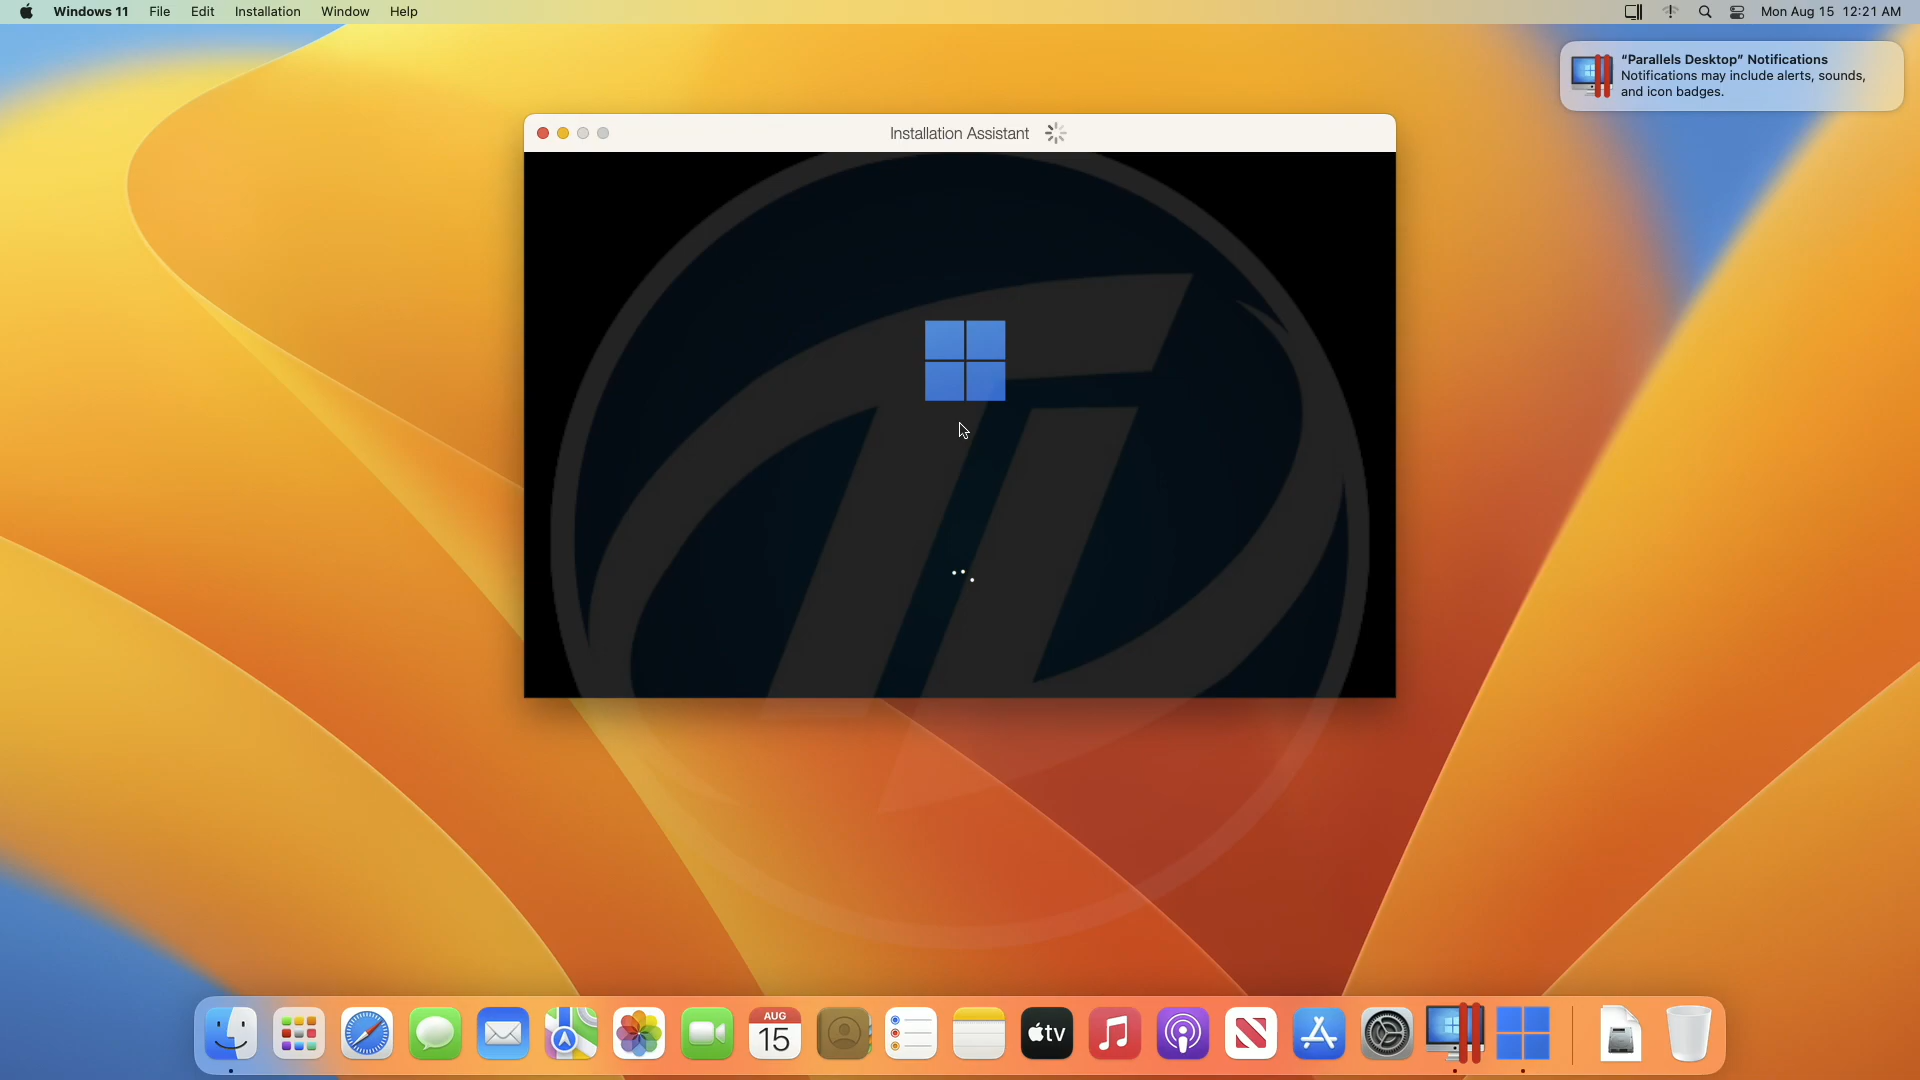 Windows 11 File Edit Installation Window Help Mon Aug 15 12:21 AM
"Parallels Desktop" Notifications
Notifications may include alerts, sounds,
and icon badges.
Installation Assistant
AUG
15
tv